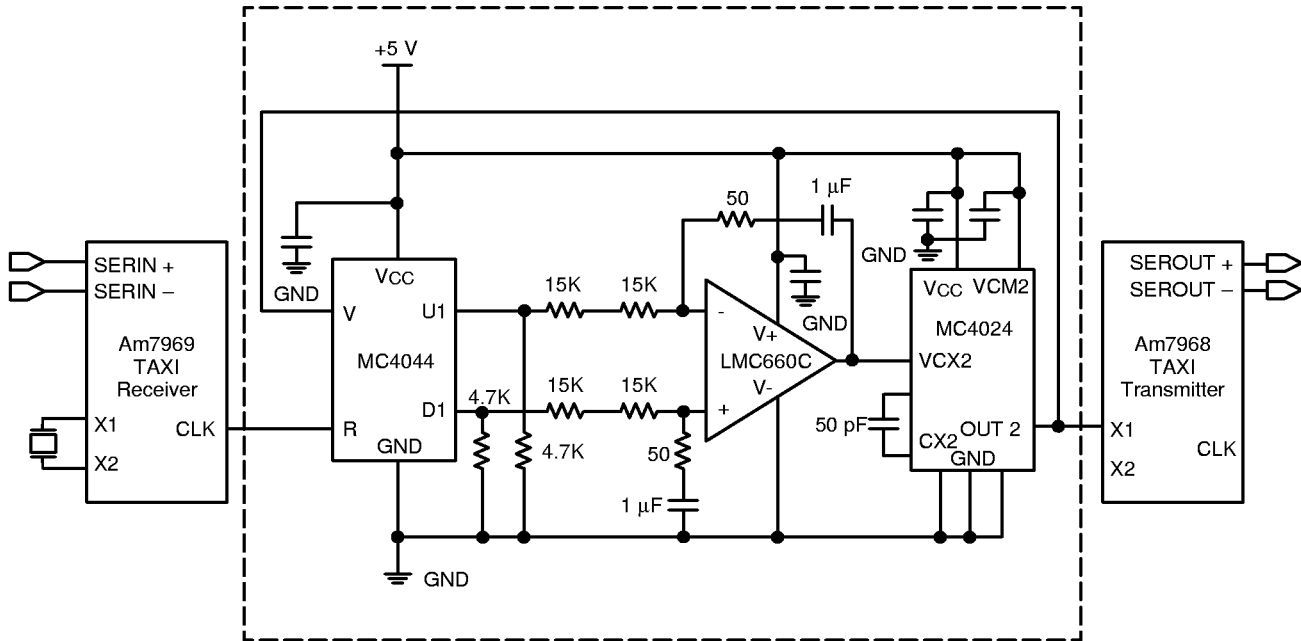 +5 V
50
1 µF
SERIN +
SERIN –
Am7969
TAXI
Receiver
X1
X2
CLK
GND
VCC
V
U1
MC4044
D1
R
GND
15K
15K
4.7K
15K
15K
4.7K
50
1 µF
GND
-
V+
LMC660C
V-
+
GND
GND
VCC
VCM2
MC4024
VCX2
50 pF
CX2
OUT 2
GND
SEROUT +
SEROUT –
Am7968
TAXI
Transmitter
X1
X2
CLK